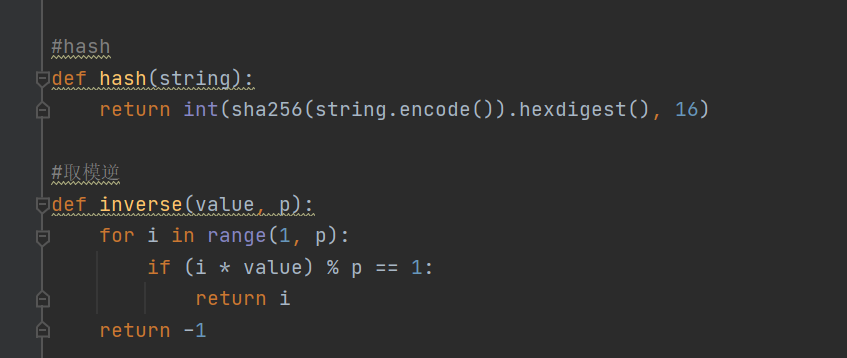 #hash
def hash(string):
    return int(sha256(string.encode()).hexdigest(), 16)
#取模逆
def inverse(value, p):
    for i in range(1, p):
        if (i * value) % p == 1:
            return i
    return -1